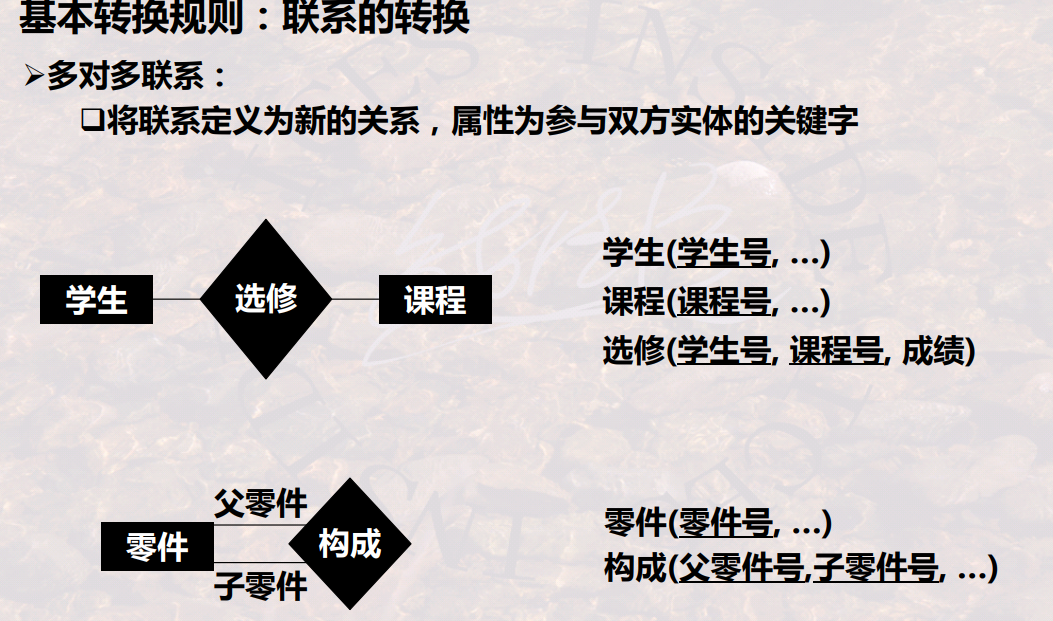 基本转换规则：联系的转换
➢多对多联系：
❑将联系定义为新的关系，属性为参与双方实体的关键字
学生
选修
课程
学生(学生号, …)
课程(课程号, …)
选修(学生号, 课程号, 成绩)
父零件
零件
构成
子零件
零件(零件号, …)
构成(父零件号,子零件号, …)